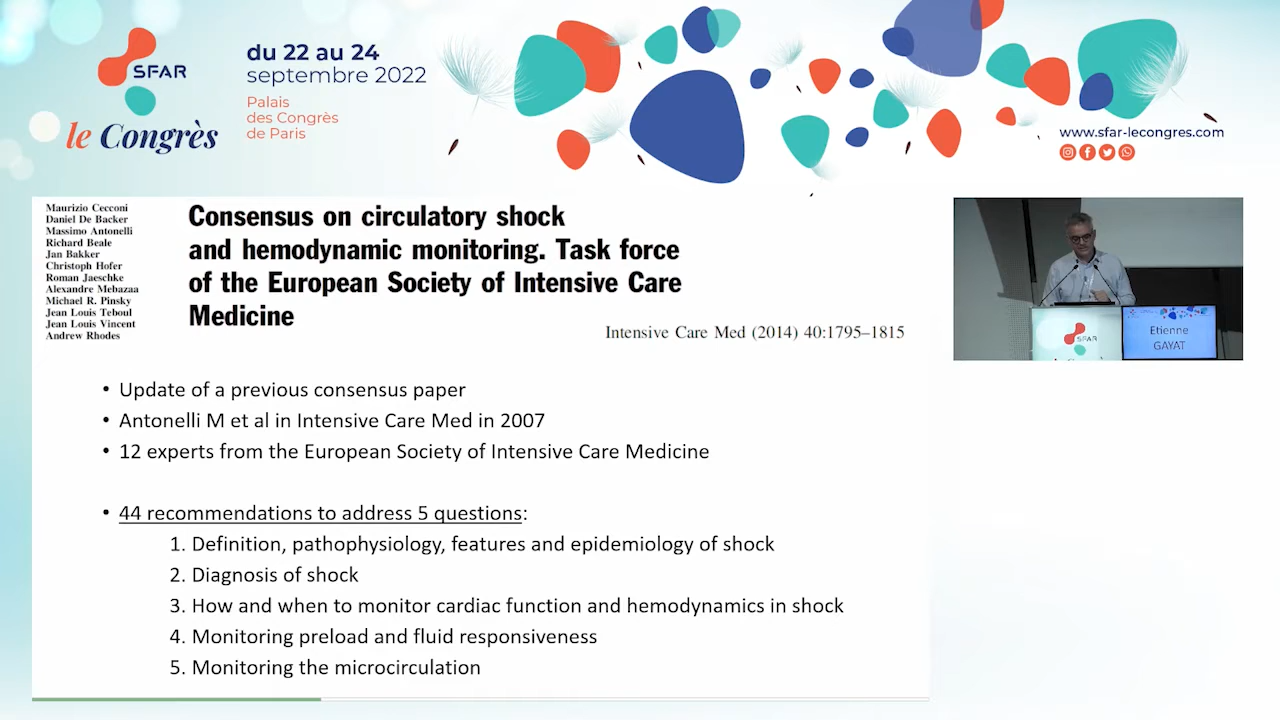 SFAR
le Congrès
du 22 au 24
septembre 2022
Palais
des Congrès
de Paris
www.sfar-lecongres.com
Maurizio Cecconi
Daniel De Backer
Massimo Antonelli
Richard Beale
Jan Bakker
Christoph Hofer
Roman Jaeschke
Alexandre Mebazaa
Michael R. Pinsky
Jean Louis Teboul
Jean Louis Vincent
Andrew Rhodes
Consensus on circulatory shock
and hemodynamic monitoring. Task force
of the European Society of Intensive Care
Medicine
Intensive Care Med (2014) 40:1795–1815
• Update of a previous consensus paper
• Antonelli M et al in Intensive Care Med in 2007
• 12 experts from the European Society of Intensive Care Medicine
• 44 recommendations to address 5 questions:
1. Definition, pathophysiology, features and epidemiology of shock
2. Diagnosis of shock
3. How and when to monitor cardiac function and hemodynamics in shock
4. Monitoring preload and fluid responsiveness
5. Monitoring the microcirculation
SFAR
Etienne
GAYAT